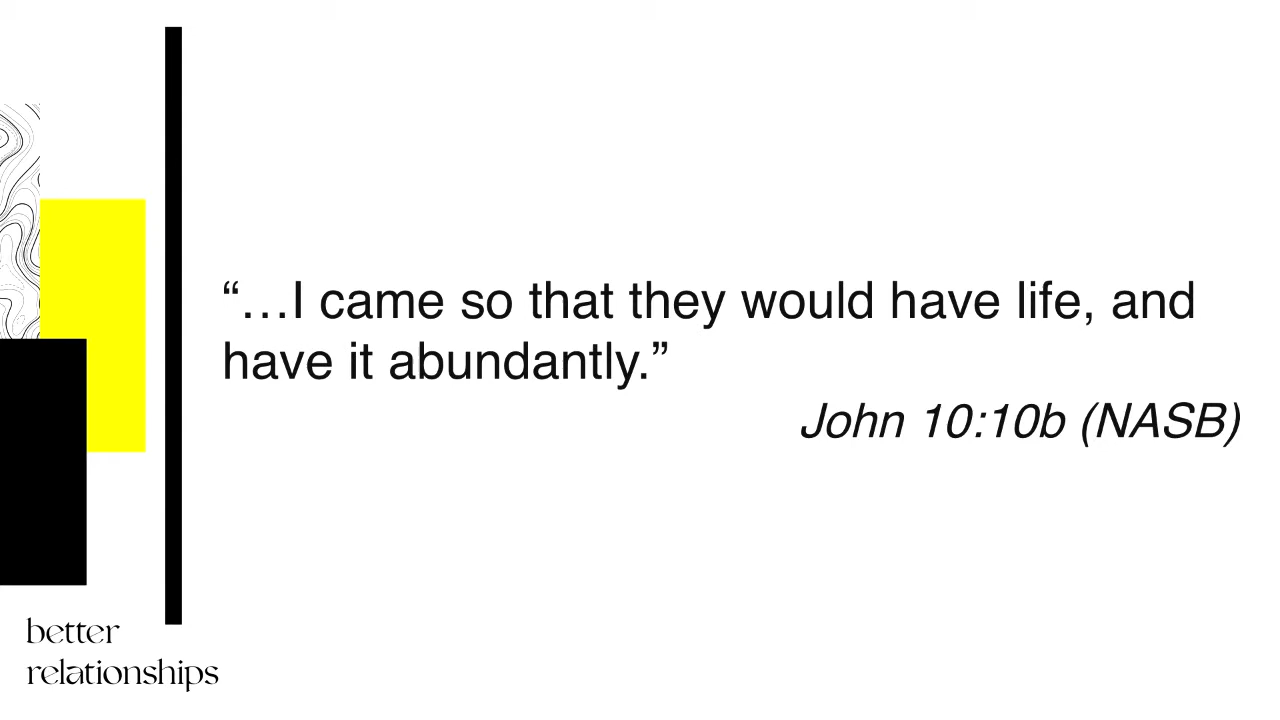 “…I came so that they would have life, and
have it abundantly.”
John 10:10b (NASB)
better
relationships